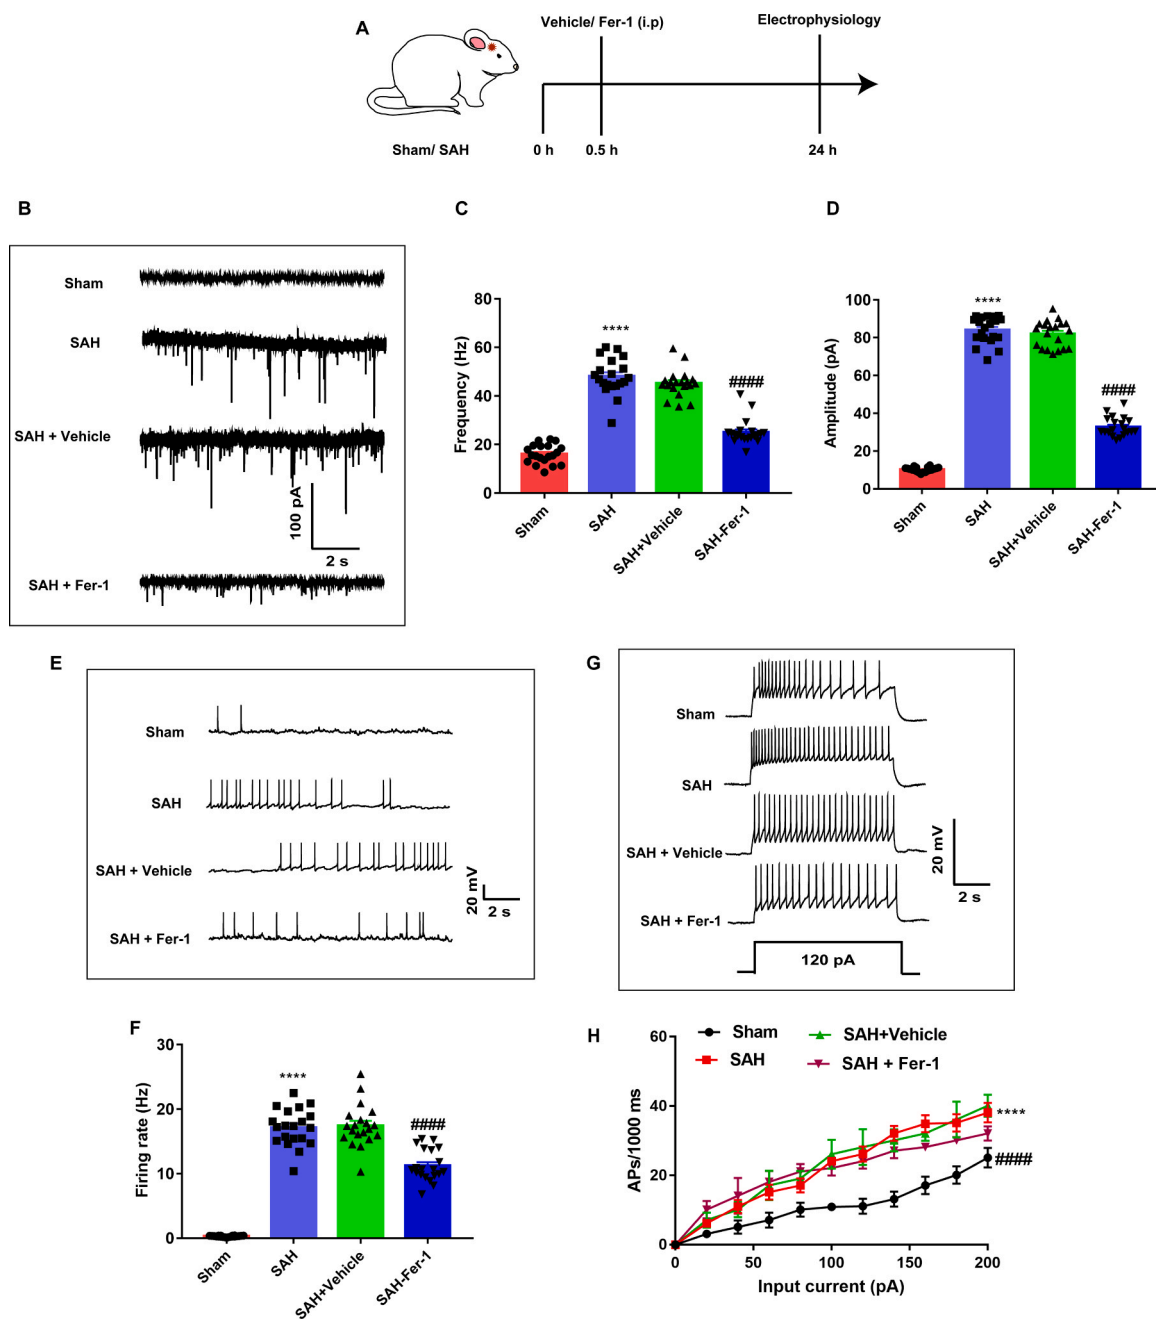 A
Vehicle/ Fer-1 (i.p)
Electrophysiology
Sham/ SAH
0 h
0.5 h
24 h
B
Sham
SAH
SAH + Vehicle
100 pA
2 s
SAH + Fer-1
C
80
60
40
20
0
Frequency (Hz)
****
####
Sham
SAH
SAH+Vehicle
SAH-Fer-1
D
100
80
60
40
20
0
Amplitude (pA)
****
####
Sham
SAH
SAH+Vehicle
SAH-Fer-1
E
Sham
SAH
SAH + Vehicle
SAH + Fer-1
20 mV
2 s
G
Sham
SAH
SAH + Vehicle
SAH + Fer-1
20 mV
2 s
120 pA
F
30
20
10
0
Firing rate (Hz)
****
####
Sham
SAH
SAH+Vehicle
SAH-Fer-1
H
60
40
20
0
APs/1000 ms
Sham
SAH+Vehicle
SAH
SAH + Fer-1
****
####
0
50
100
150
200
Input current (pA)